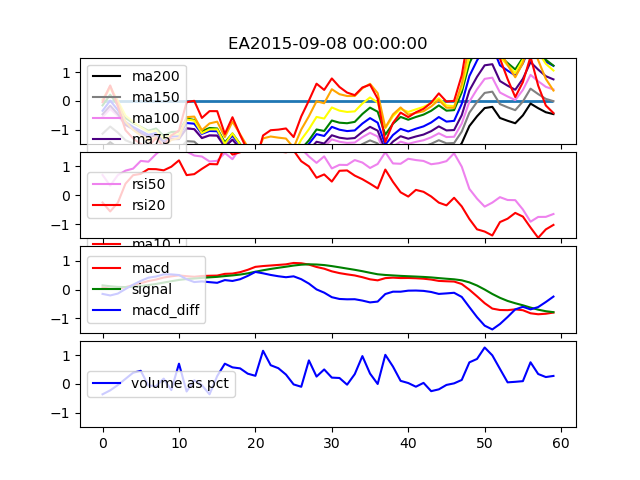 EA2015-09-08 00:00:00
1
0
−1
ma200
ma150
ma100
ma75
1
0
−1
rsi50
rsi20
ma10
1
0
−1
macd
signal
macd_diff
1
0
−1
volume as pct
0 10 20 30 40 50 60